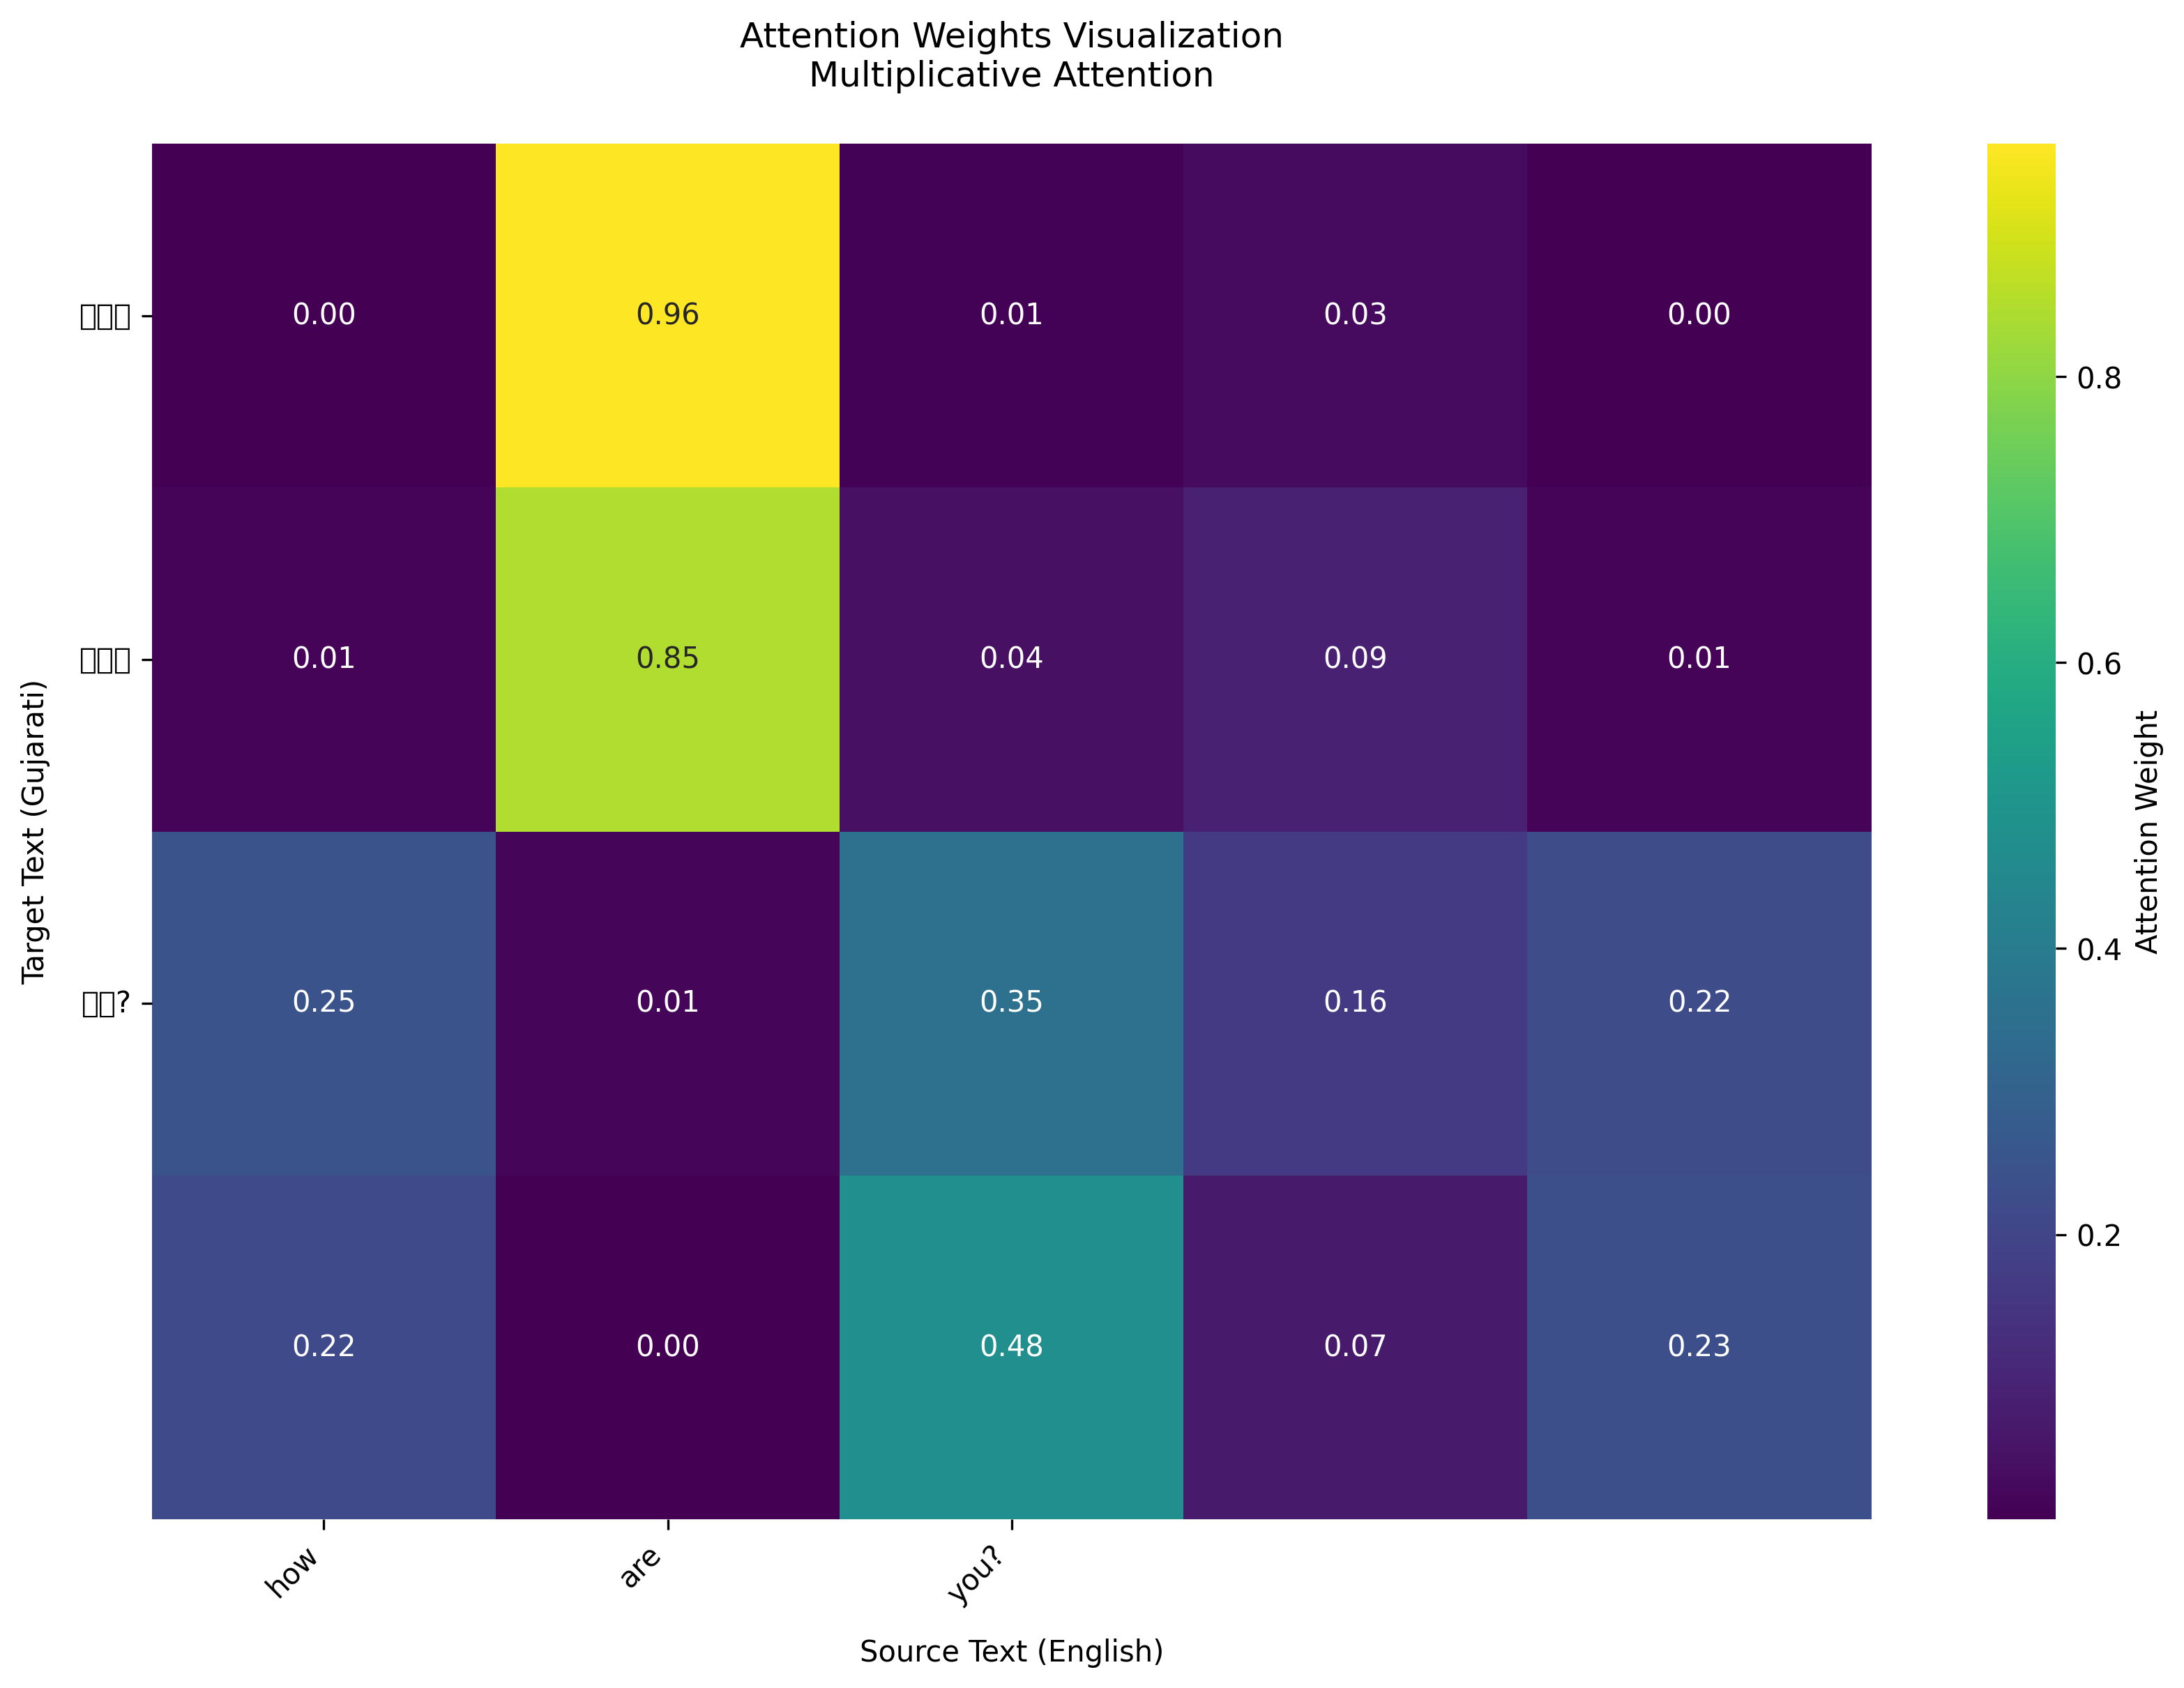 Attention Weights Visualization
Multiplicative Attention
0.00 0.96 0.01 0.03 0.00
0.01 0.85 0.04 0.09 0.01
0.25 0.01 0.35 0.16 0.22
?
0.22 0.00 0.48 0.07 0.23
Target Text (Gujarati)
how are you?
Source Text (English)
0.8
0.6
0.4
0.2
Attention Weight